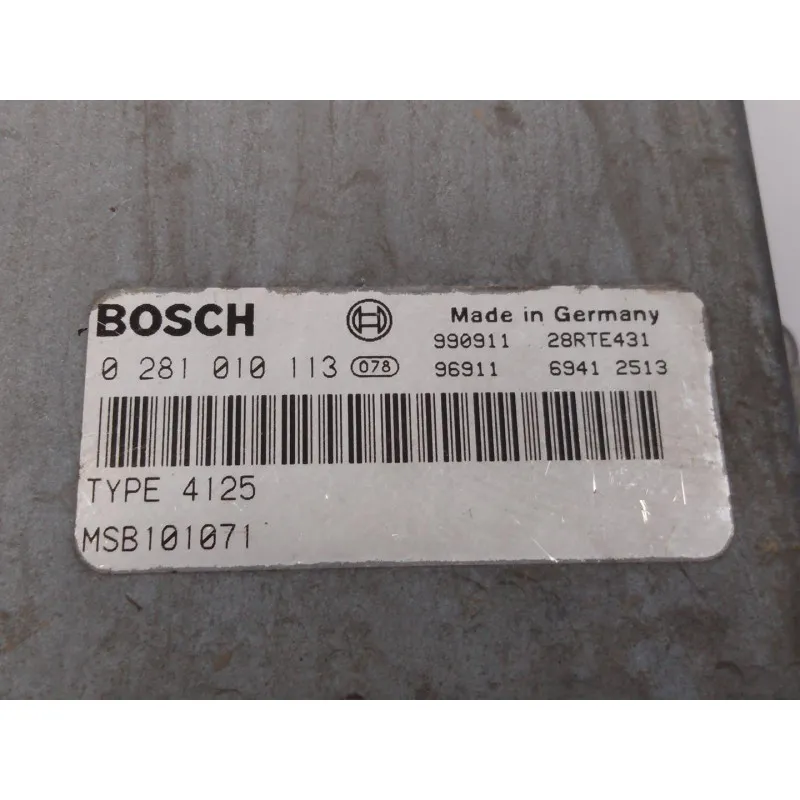 BOSCH Made in Germany
990911 28RTE431
0 281 010 113 078 96911 6941 2513
TYPE 4125
MSB101071